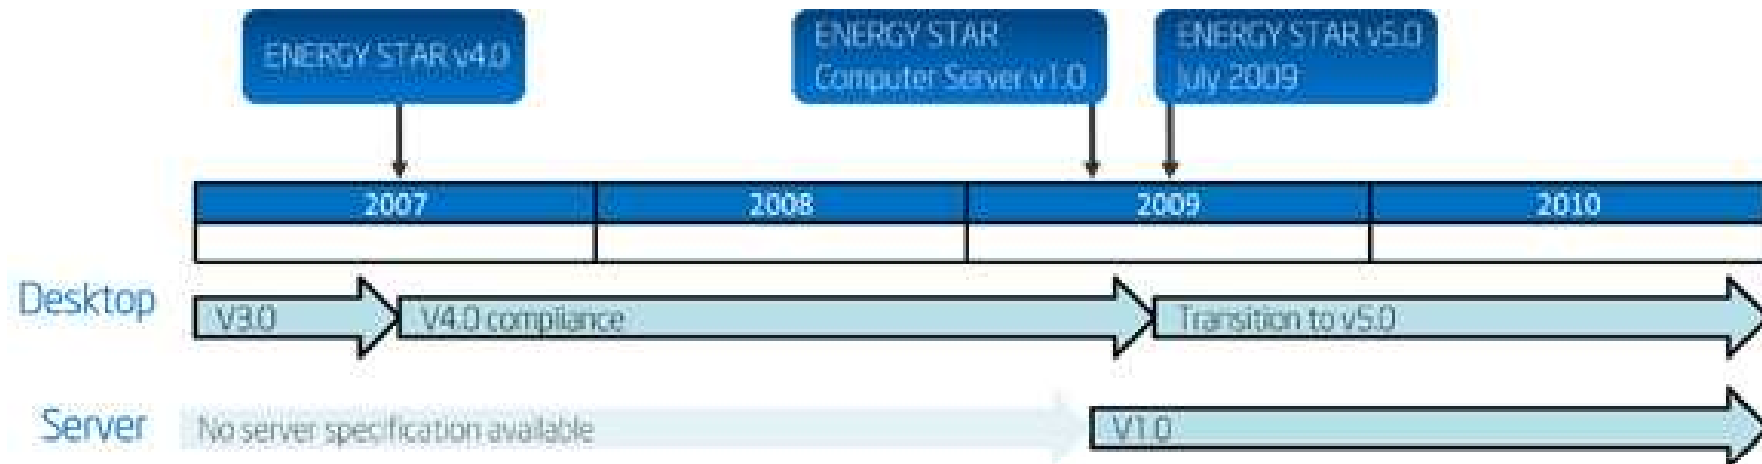 ENERGY STAR v4.0
ENERGY STAR
Computer Server v1.0
ENERGY STAR v5.0
July 2009
2007
2008
2009
2010
Desktop
V3.0
V4.0 compliance
Transition to v5.0
Server
No server specification available
V1.0